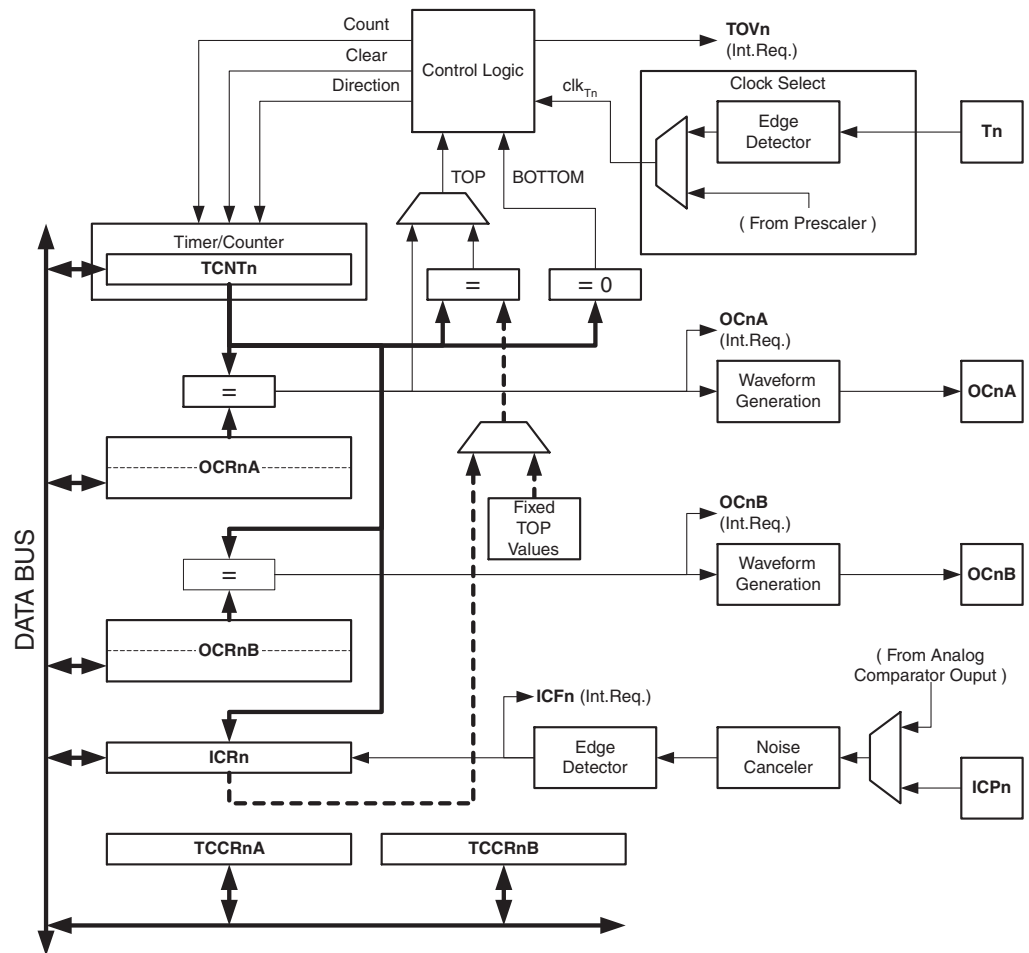 Count
Clear
Direction
Control Logic
TOVn
(Int.Req.)
clkTn
Clock Select
Edge
Detector
Tn
( From Prescaler )
TOP
BOTTOM
Timer/Counter
TCNTn
=
= 0
OCnA
(Int.Req.)
=
Waveform
Generation
OCnA
OCRnA
Fixed
TOP
Values
OCnB
(Int.Req.)
=
Waveform
Generation
OCnB
DATA BUS
OCRnB
( From Analog
Comparator Ouput )
ICFn (Int.Req.)
ICRn
Edge
Detector
Noise
Canceler
ICPn
TCCRnA
TCCRnB